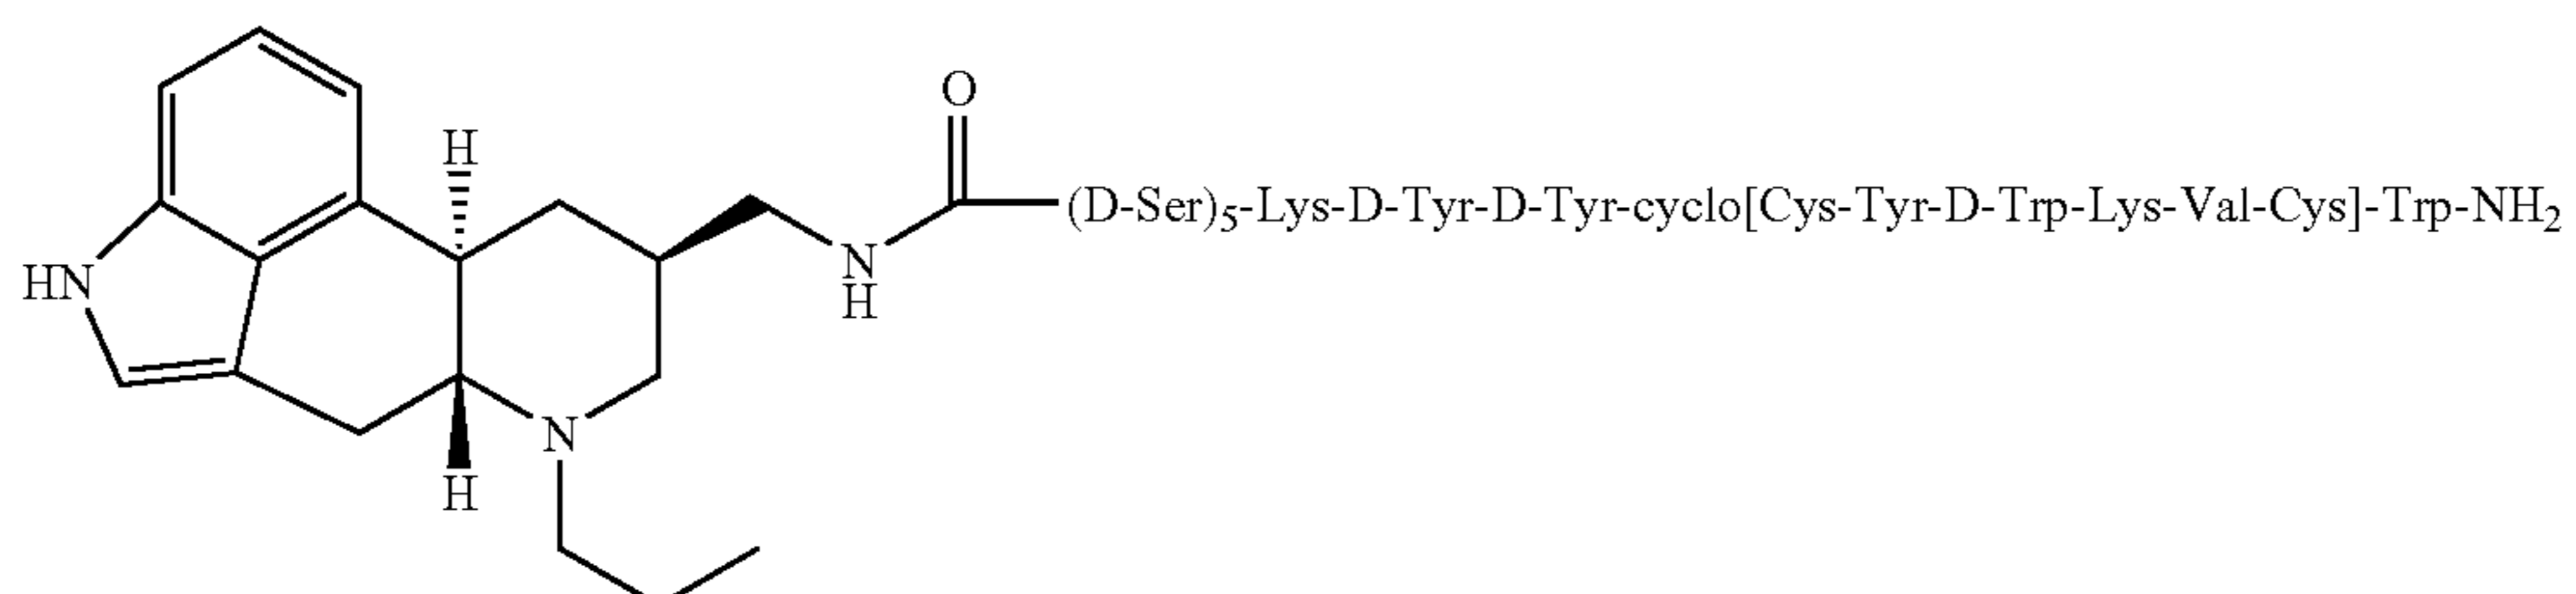 O
H
(D-Ser)5-Lys-D-Tyr-D-Tyr-cyclo[Cys-Tyr-D-Trp-Lys-Val-Cys]-Trp-NH2
HN
N
H
N
H